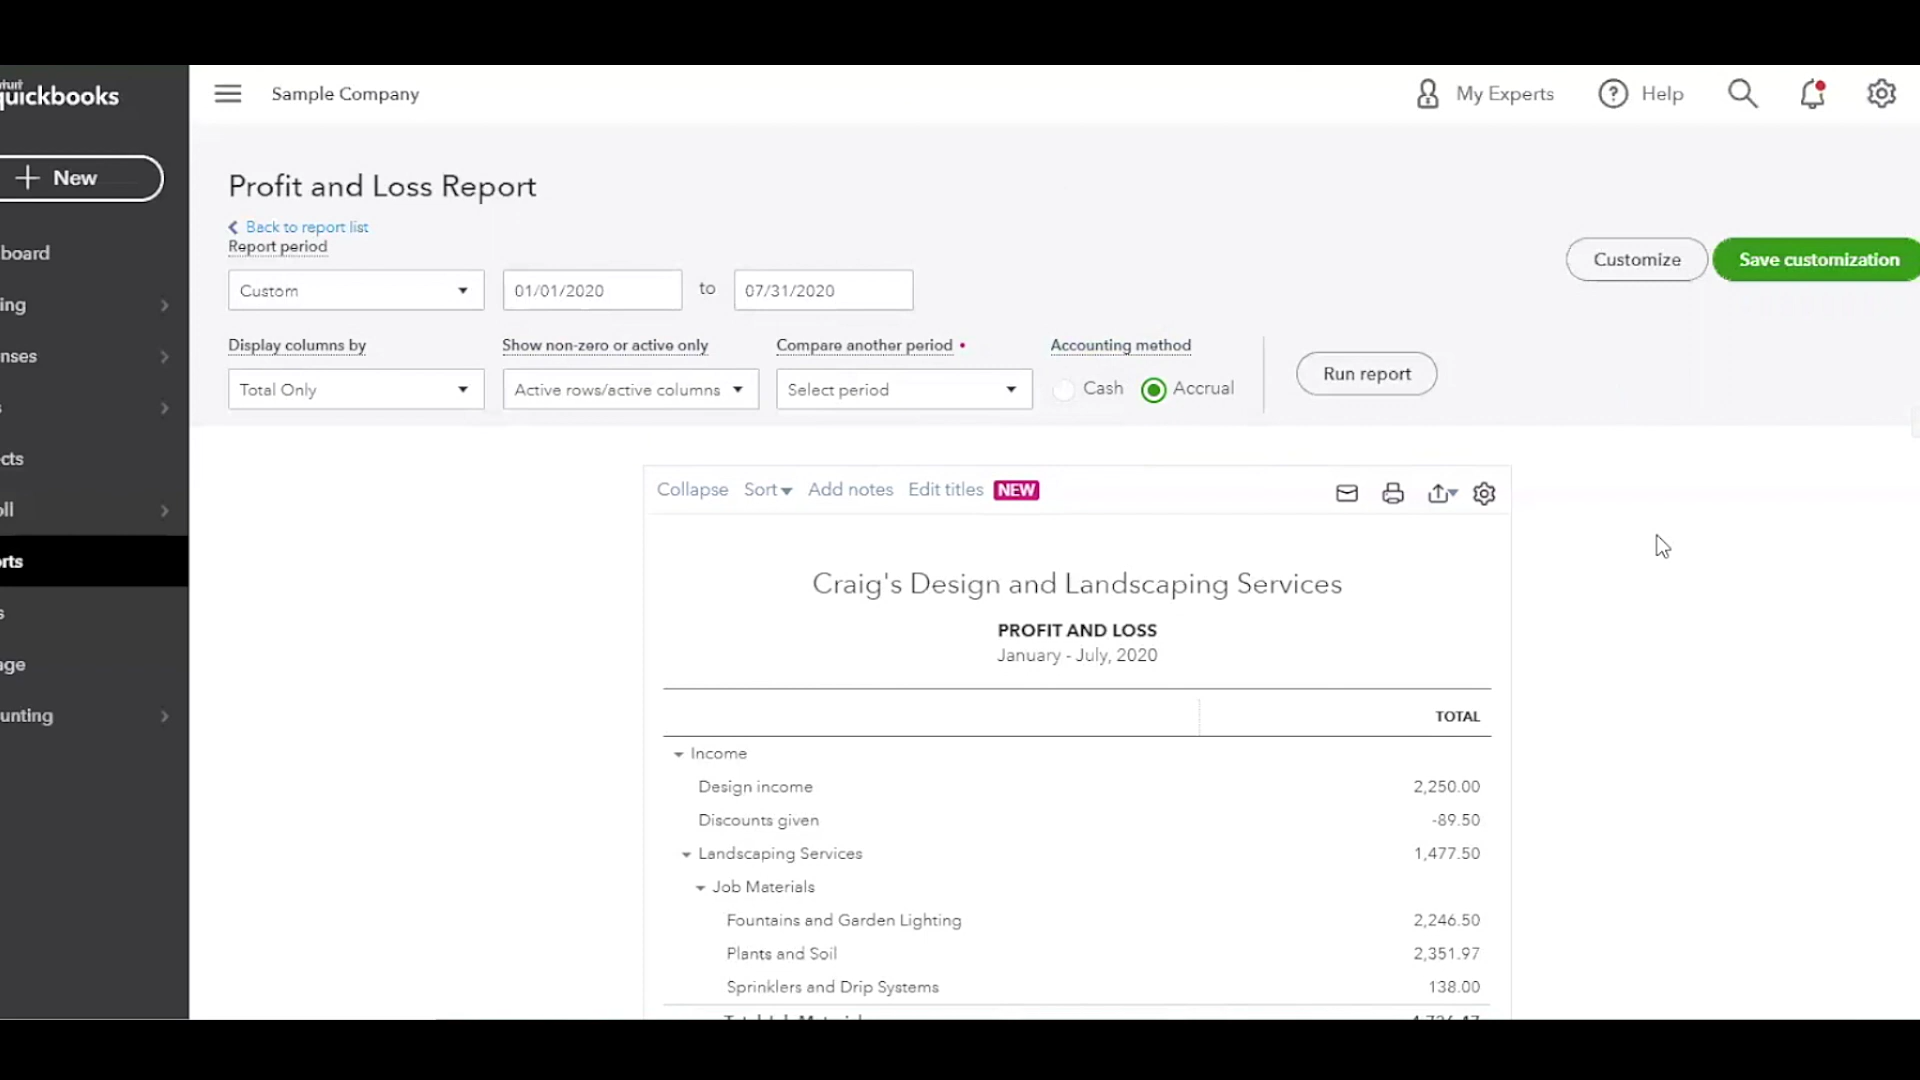 intuit
quickbooks
Sample Company
My Experts
Help
New
Profit and Loss Report
Back to report list
Report period
Customize
Save customization
Custom
01/01/2020
to
07/31/2020
board
ing
nses
s
cts
oll
rts
s
age
unting
Display columns by
Show non-zero or active only
Compare another period
Accounting method
Total Only
Active rows/active columns
Select period
Cash
Accrual
Run report
Collapse
Sort
Add notes
Edit titles
NEW
Craig's Design and Landscaping Services
PROFIT AND LOSS
January - July, 2020
TOTAL
Income
Design income 2,250.00
Discounts given -89.50
Landscaping Services 1,477.50
Job Materials
Fountains and Garden Lighting 2,246.50
Plants and Soil 2,351.97
Sprinklers and Drip Systems 138.00